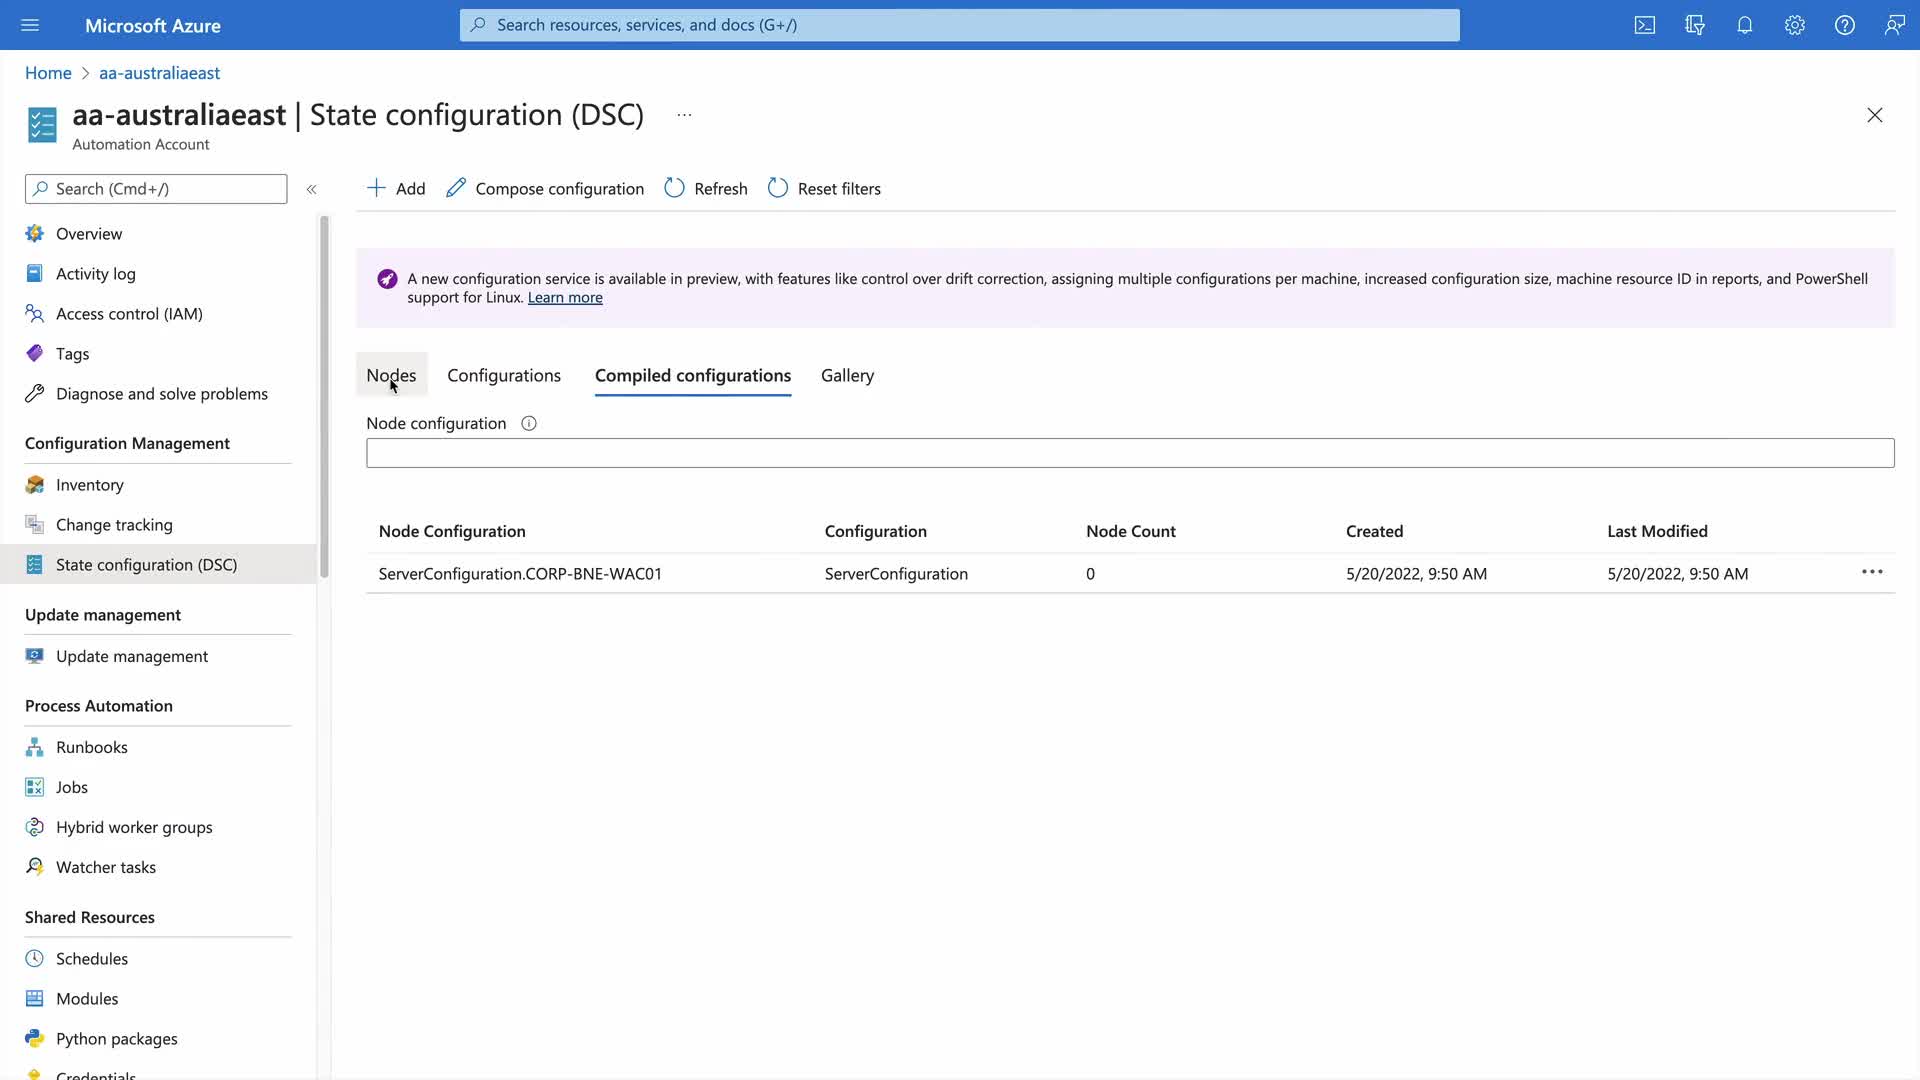 Microsoft Azure
Search resources, services, and docs (G+/)
Home > aa-australiaeast
aa-australiaeast | State configuration (DSC) ...
Automation Account
Search (Cmd+/) «
Add
Compose configuration
Refresh
Reset filters
Overview
Activity log
Access control (IAM)
Tags
Diagnose and solve problems
Configuration Management
Inventory
Change tracking
State configuration (DSC)
Update management
Update management
Process Automation
Runbooks
Jobs
Hybrid worker groups
Watcher tasks
Shared Resources
Schedules
Modules
Python packages
Credentials
A new configuration service is available in preview, with features like control over drift correction, assigning multiple configurations per machine, increased configuration size, machine resource ID in reports, and PowerShell
support for Linux. Learn more
Nodes Configurations Compiled configurations Gallery
Node configuration
Node Configuration Configuration Node Count Created Last Modified
ServerConfiguration.CORP-BNE-WAC01 ServerConfiguration 0 5/20/2022, 9:50 AM 5/20/2022, 9:50 AM ...